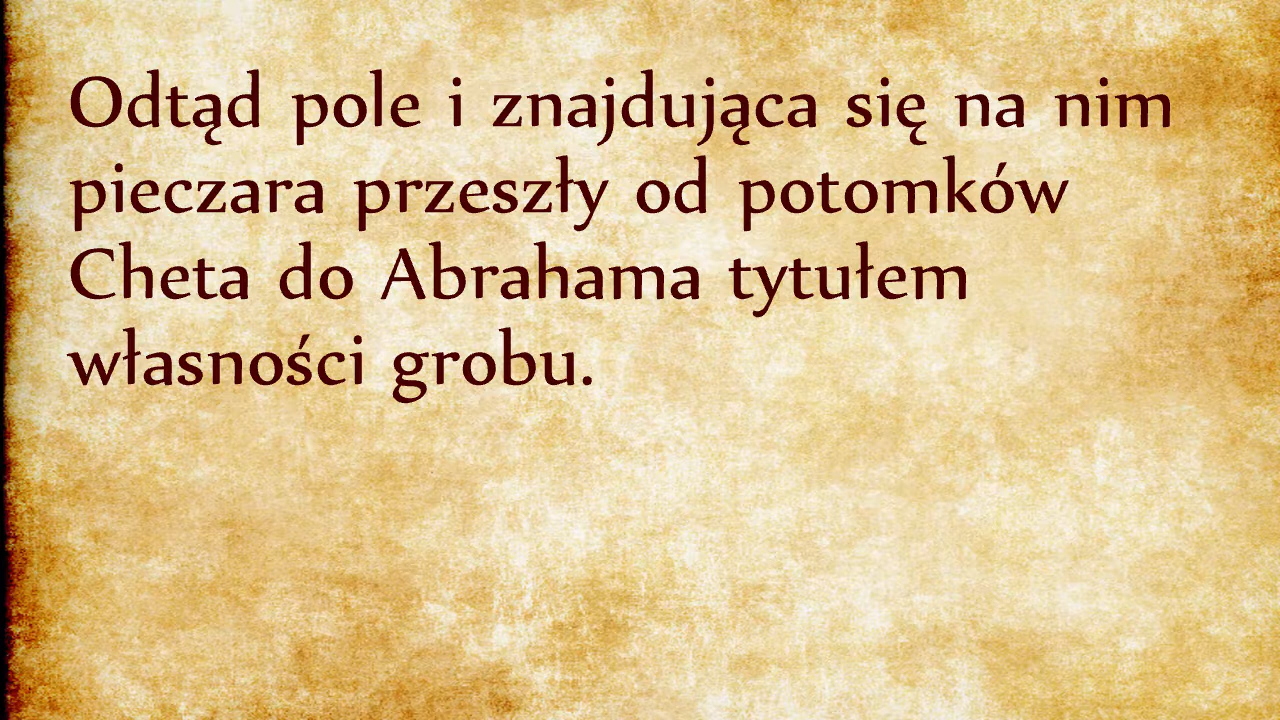 Odtąd pole i znajdująca się na nim
pieczara przeszły od potomków
Cheta do Abrahama tytułem
własności grobu.